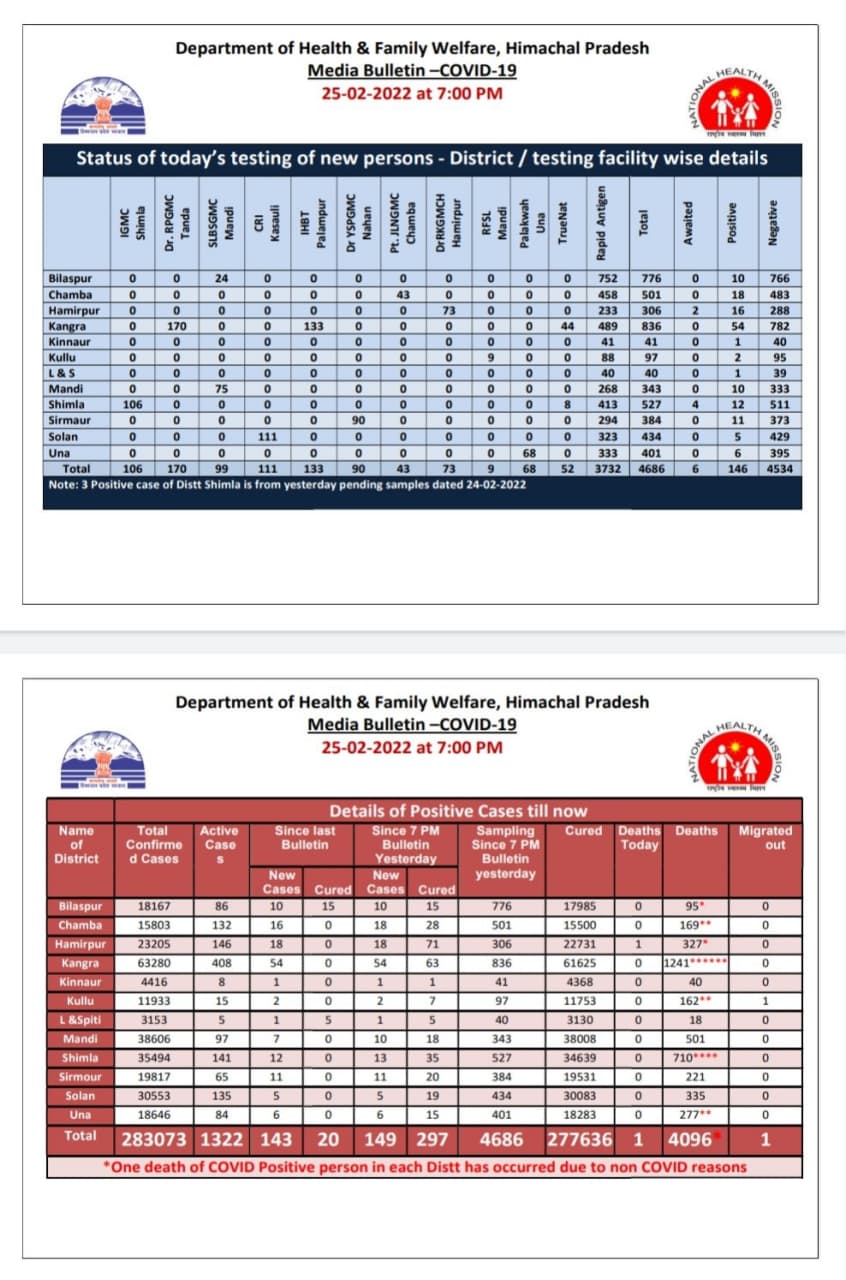 Department of Health & Family Welfare, Himachal Pradesh
Media Bulletin –COVID-19
25-02-2022 at 7:00 PM
NATIONAL HEALTH MISSION
Status of today's testing of new persons - District / testing facility wise details
IGMC Shimla Dr. RPGMC Tanda SLBSGMC Mandi CRI Kasauli IHBT Palampur Dr YSPGMC Nahan Pt. JLNGMC Chamba DrRKGMCH Hamirpur RFSL Mandi Palakwah Una TrueNat Rapid Antigen Total Awaited Positive Negative
Bilaspur 0 0 24 0 0 0 0 0 0 0 0 752 776 0 10 766
Chamba 0 0 0 0 0 0 43 0 0 0 0 458 501 0 18 483
Hamirpur 0 0 0 0 0 0 0 73 0 0 0 233 306 2 16 288
Kangra 0 170 0 0 133 0 0 0 0 0 44 489 836 0 54 782
Kinnaur 0 0 0 0 0 0 0 0 0 0 0 41 41 0 1 40
Kullu 0 0 0 0 0 0 0 0 9 0 0 88 97 0 2 95
L & S 0 0 0 0 0 0 0 0 0 0 0 40 40 0 1 39
Mandi 0 0 75 0 0 0 0 0 0 0 0 268 343 0 10 333
Shimla 106 0 0 0 0 0 0 0 0 0 8 413 527 4 12 511
Sirmaur 0 0 0 0 0 90 0 0 0 0 0 294 384 0 11 373
Solan 0 0 0 111 0 0 0 0 0 0 0 323 434 0 5 429
Una 0 0 0 0 0 0 0 0 0 68 0 333 401 0 6 395
Total 106 170 99 111 133 90 43 73 9 68 52 3732 4686 6 146 4534
Note: 3 Positive case of Distt Shimla is from yesterday pending samples dated 24-02-2022
Department of Health & Family Welfare, Himachal Pradesh
Media Bulletin –COVID-19
25-02-2022 at 7:00 PM
NATIONAL HEALTH MISSION
Details of Positive Cases till now
Name Total Active Since last Since 7 PM Sampling Cured Deaths Deaths Migrated
of Confirme Case Bulletin Bulletin Since 7 PM Today out
District d Cases s Yesterday Bulletin
New New yesterday
Cases Cured Cases Cured
Bilaspur 18167 86 10 15 10 15 776 17985 0 95* 0
Chamba 15803 132 16 0 18 28 501 15500 0 169** 0
Hamirpur 23205 146 18 0 18 71 306 22731 1 327* 0
Kangra 63280 408 54 0 54 63 836 61625 0 1241****** 0
Kinnaur 4416 8 1 0 1 1 41 4368 0 40 0
Kullu 11933 15 2 0 2 7 97 11753 0 162** 1
L &Spiti 3153 5 1 5 1 5 40 3130 0 18 0
Mandi 38606 97 7 0 10 18 343 38008 0 501 0
Shimla 35494 141 12 0 13 35 527 34639 0 710**** 0
Sirmour 19817 65 11 0 11 20 384 19531 0 221 0
Solan 30553 135 5 0 5 19 434 30083 0 335 0
Una 18646 84 6 0 6 15 401 18283 0 277** 0
Total 283073 1322 143 20 149 297 4686 277636 1 4096* 1
*One death of COVID Positive person in each Distt has occurred due to non COVID reasons